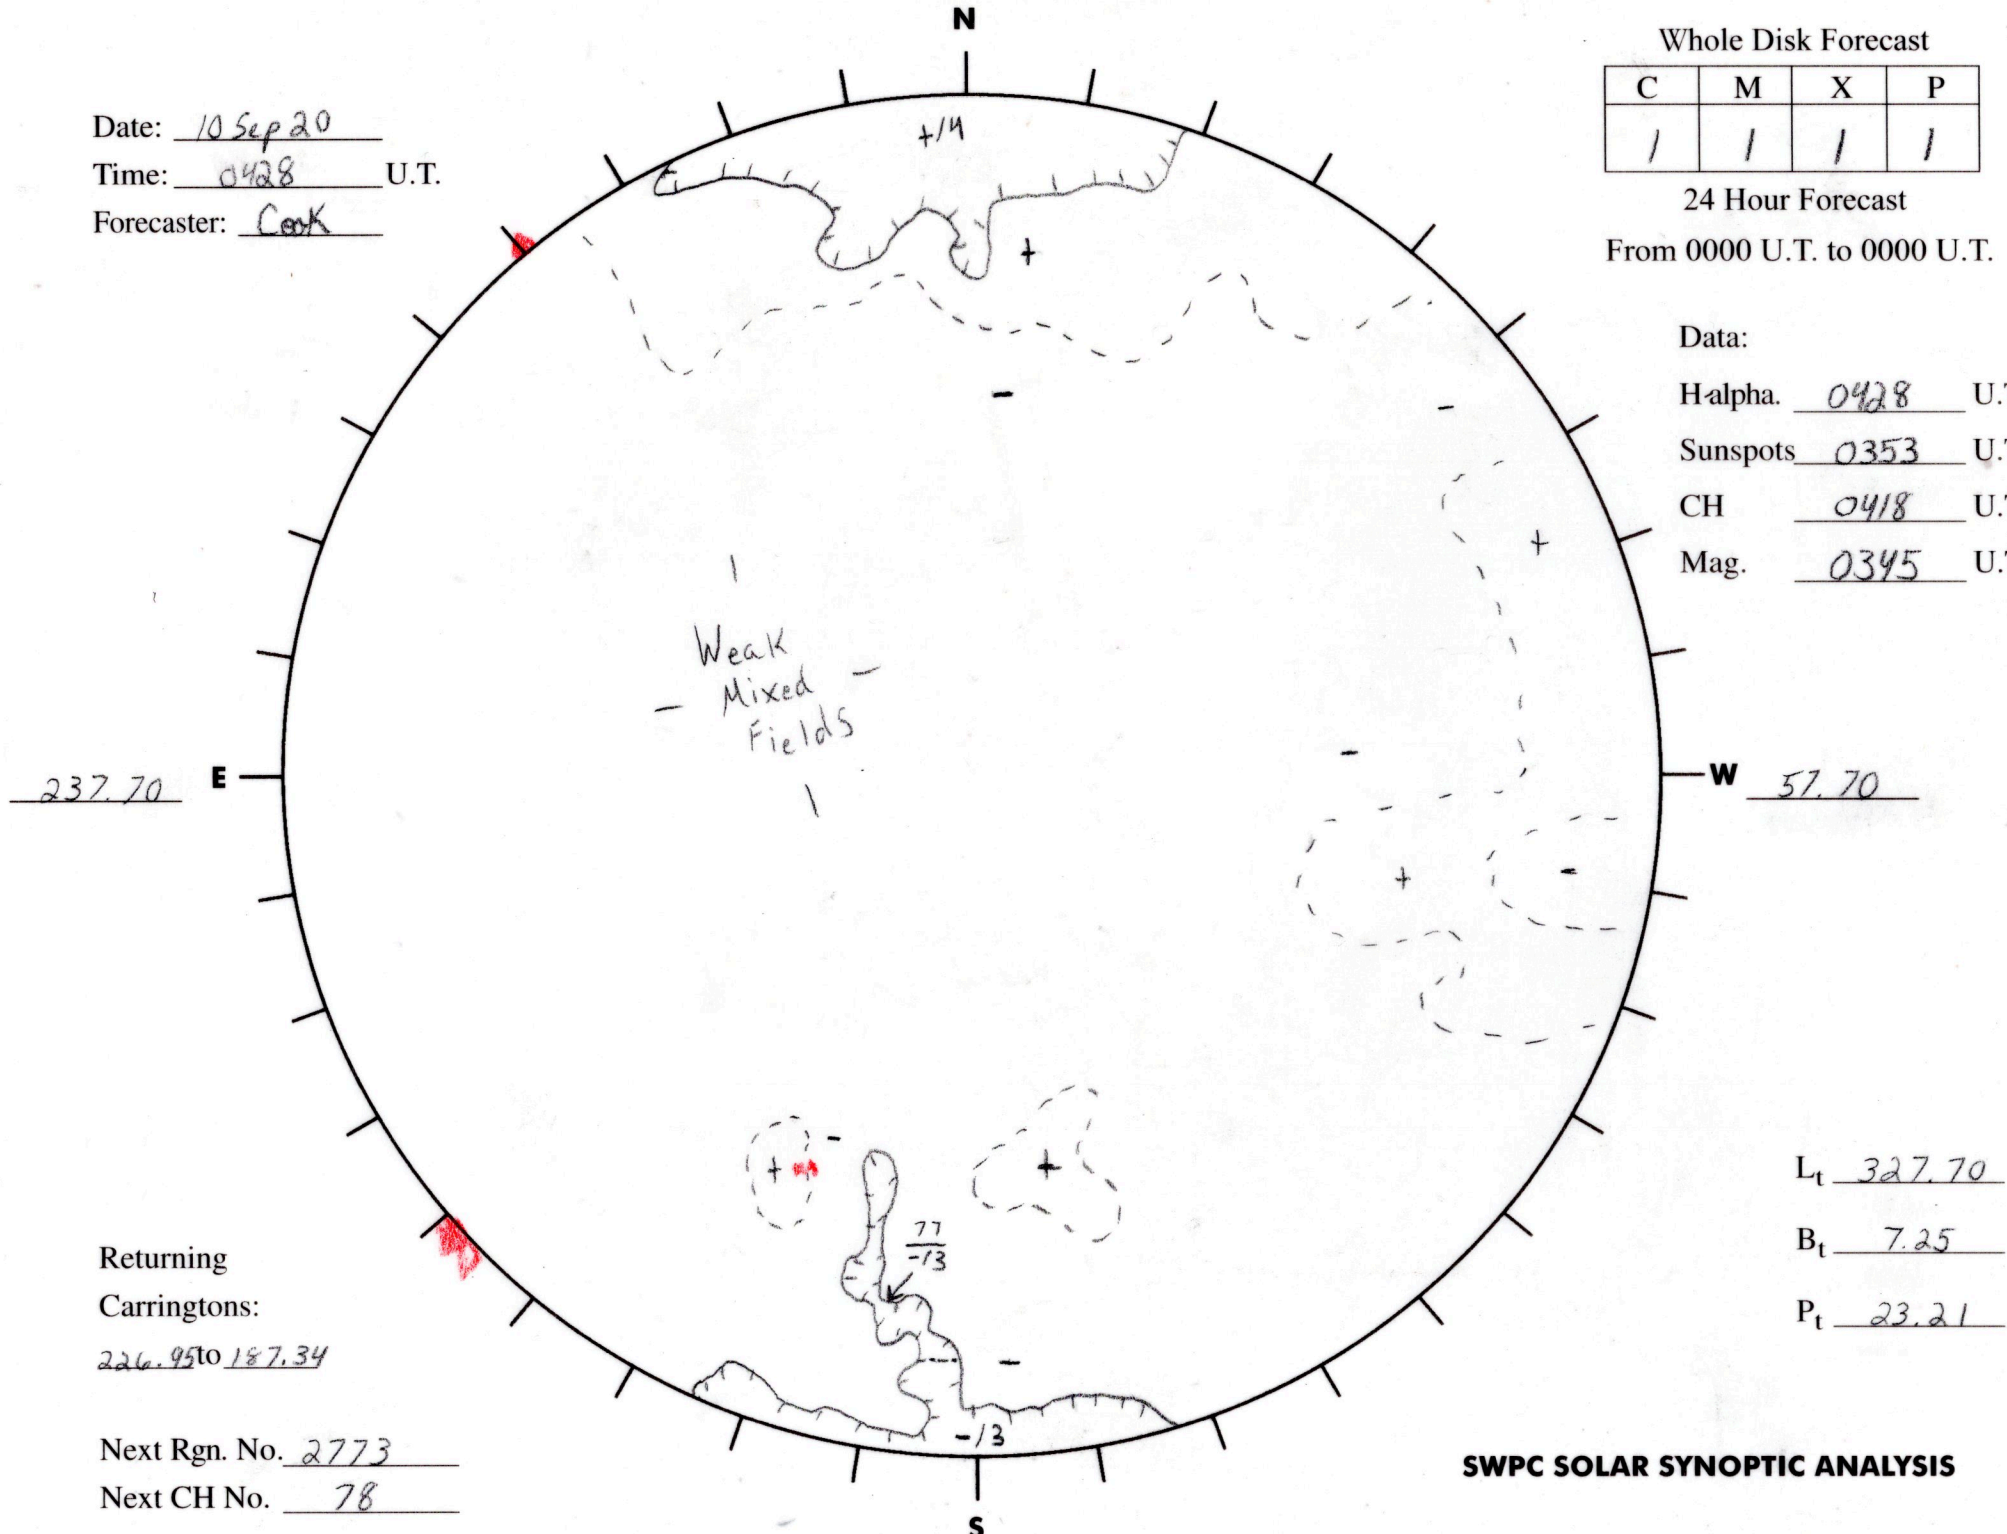 N
Whole Disk Forecast
C M X P
1 1 1 1
24 Hour Forecast
From 0000 U.T. to 0000 U.T.
Date: 10 Sep 20
Time: 0428 U.T.
Forecaster: Cook
+14
+
Data:
H-alpha. 0428 U.T
Sunspots 0353 U.T
CH 0418 U.T
Mag. 0345 U.T
-
-
+
Weak
Mixed
Fields
-
237.70 E
W 57.70
+
-
+
-
+
77
-13
-
-13
Lt 327.70
Bt 7.25
Pt 23.21
Returning
Carringtons:
226.95 to 187.34
Next Rgn. No. 2773
Next CH No. 78
SWPC SOLAR SYNOPTIC ANALYSIS
S